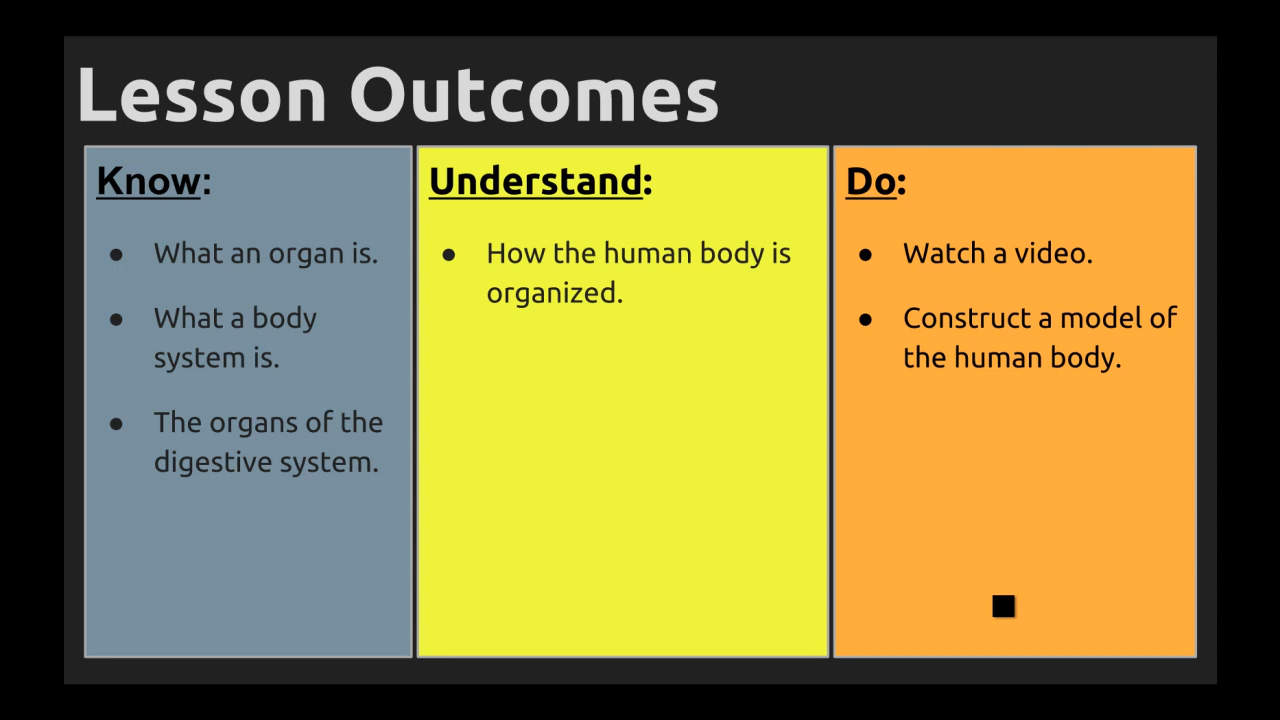 Lesson Outcomes
Know:
● What an organ is.
● What a body
system is.
● The organs of the
digestive system.
Understand:
● How the human body is
organized.
Do:
● Watch a video.
● Construct a model of
the human body.